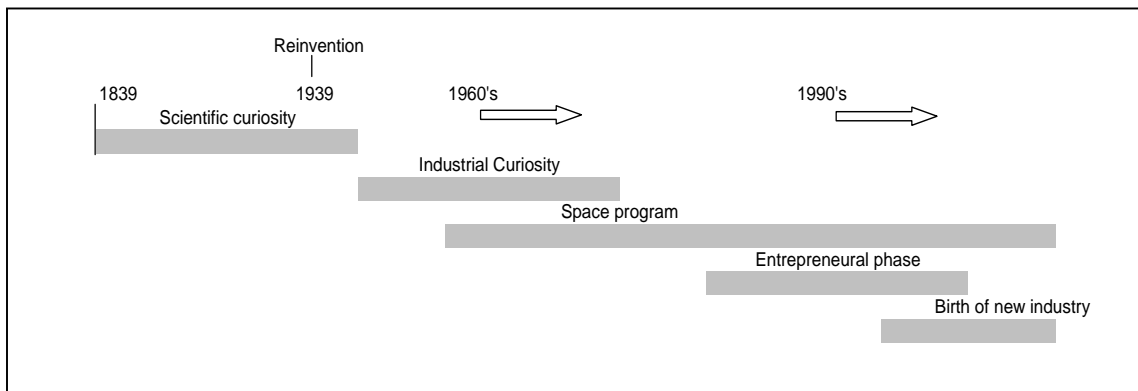 Reinvention
1839
1939
1960's
1990's
Scientific curiosity
Industrial Curiosity
Space program
Entrepreneural phase
Birth of new industry